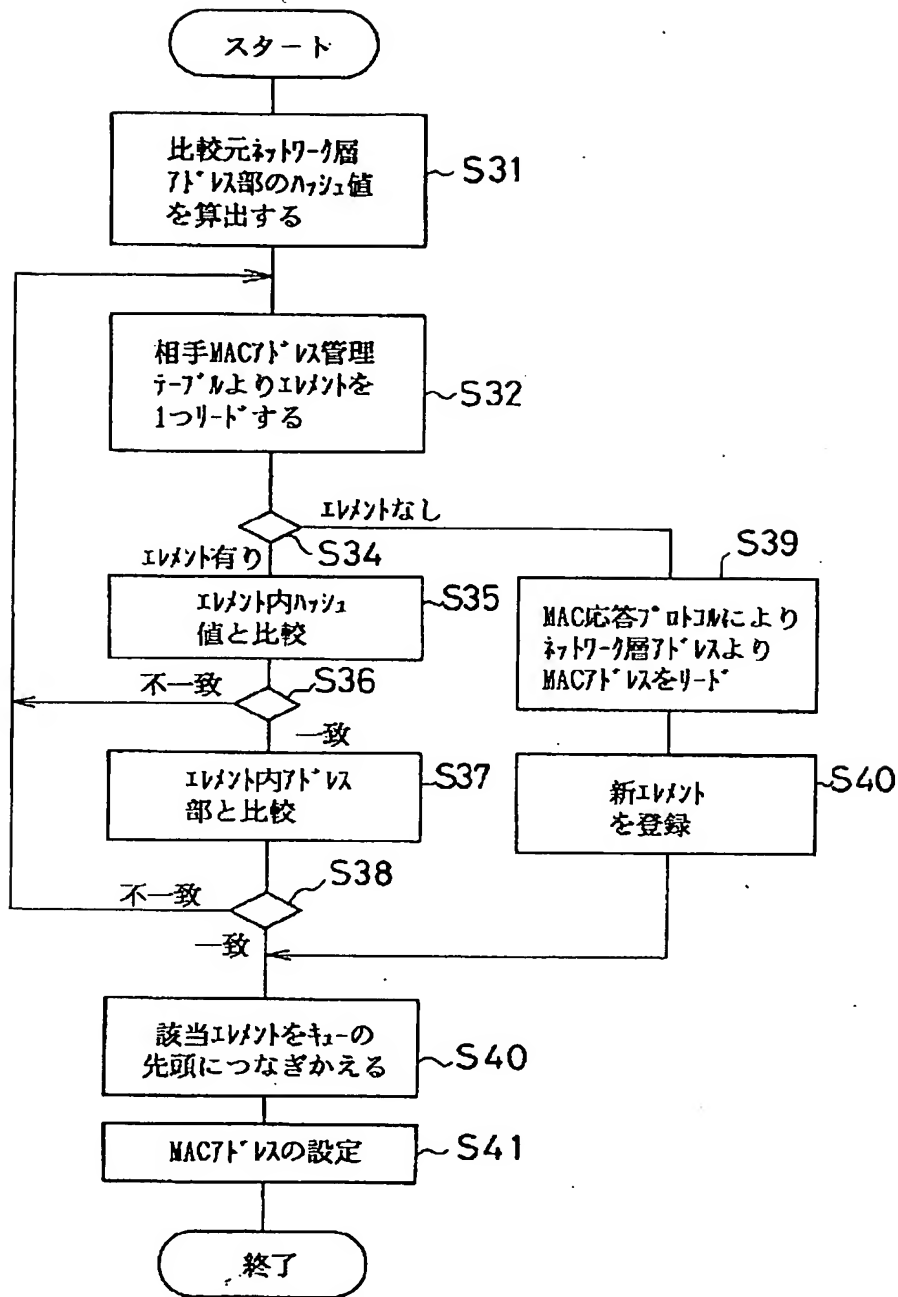 スタート
比較元ネットワーク層
アドレス部のハッシュ値
を算出する
S31
相手MACアドレス管理
テーブルよりエレメントを
1つリードする
S32
エレメントなし
S34
エレメント有り
エレメント内ハッシュ
値と比較
S35
S36
不一致
一致
エレメント内アドレス
部と比較
S37
S38
不一致
一致
S39
MAC応答プロトコルにより
ネットワーク層アドレスより
MACアドレスをリード
新エレメント
を登録
S40
該当エレメントをキューの
先頭につなぎかえる
S40
MACアドレスの設定
S41
終了